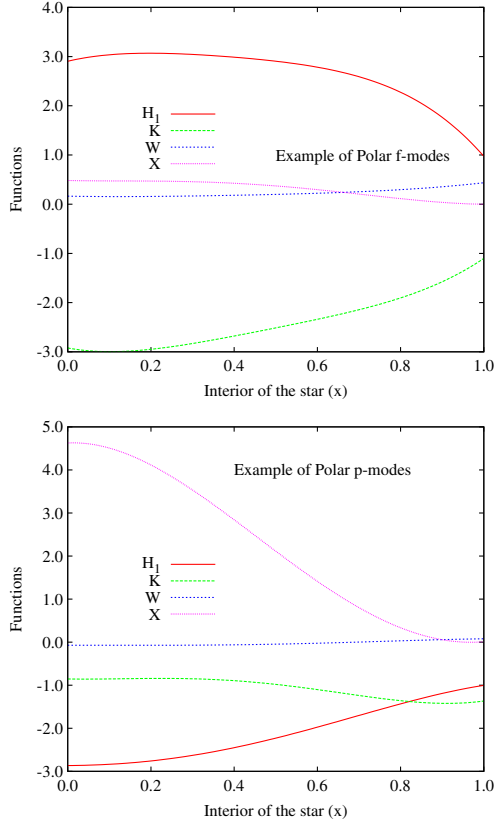 4.0
3.0
2.0
1.0
0.0
-1.0
-2.0
-3.0
Functions
H1
K
W
X
Example of Polar f-modes
0.0 0.2 0.4 0.6 0.8 1.0
Interior of the star (x)
5.0
4.0
3.0
2.0
1.0
0.0
-1.0
-2.0
-3.0
Functions
Example of Polar p-modes
H1
K
W
X
0.0 0.2 0.4 0.6 0.8 1.0
Interior of the star (x)